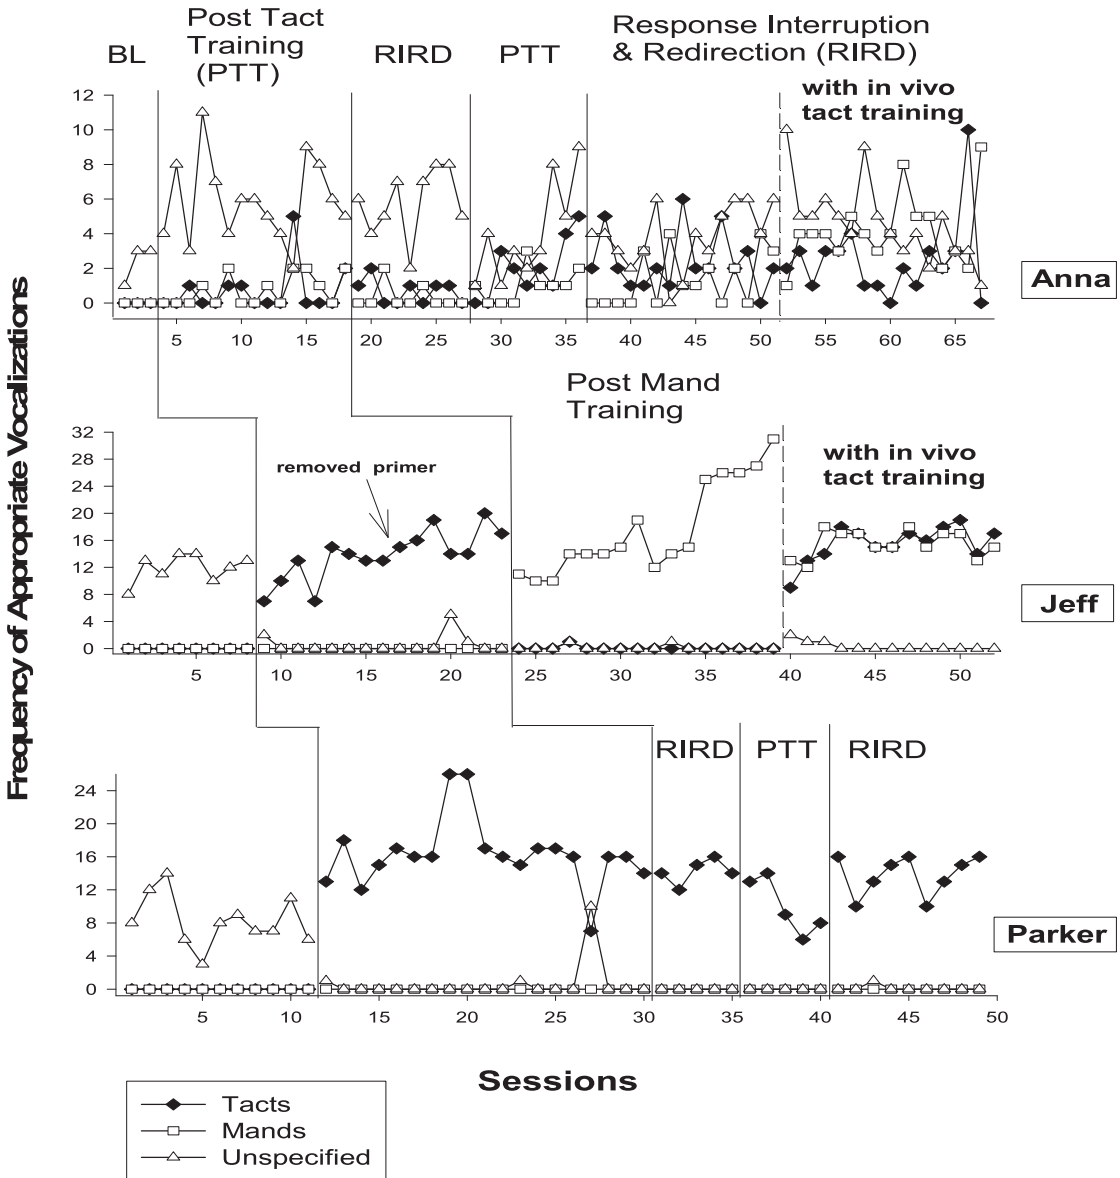 Post Tact
Training
(PTT)
BL
RIRD
PTT
Response Interruption
& Redirection (RIRD)
with in vivo
tact training
12
10
8
6
4
2
0
5
10
15
20
25
30
35
40
45
50
55
60
65
Anna
Post Mand
Training
32
28
24
20
16
12
8
4
0
removed primer
with in vivo
tact training
5
10
15
20
25
30
35
40
45
50
Jeff
RIRD
PTT
RIRD
24
20
16
12
8
4
0
5
10
15
20
25
30
35
40
45
50
Parker
Frequency of Appropriate Vocalizations
Sessions
Tacts
Mands
Unspecified